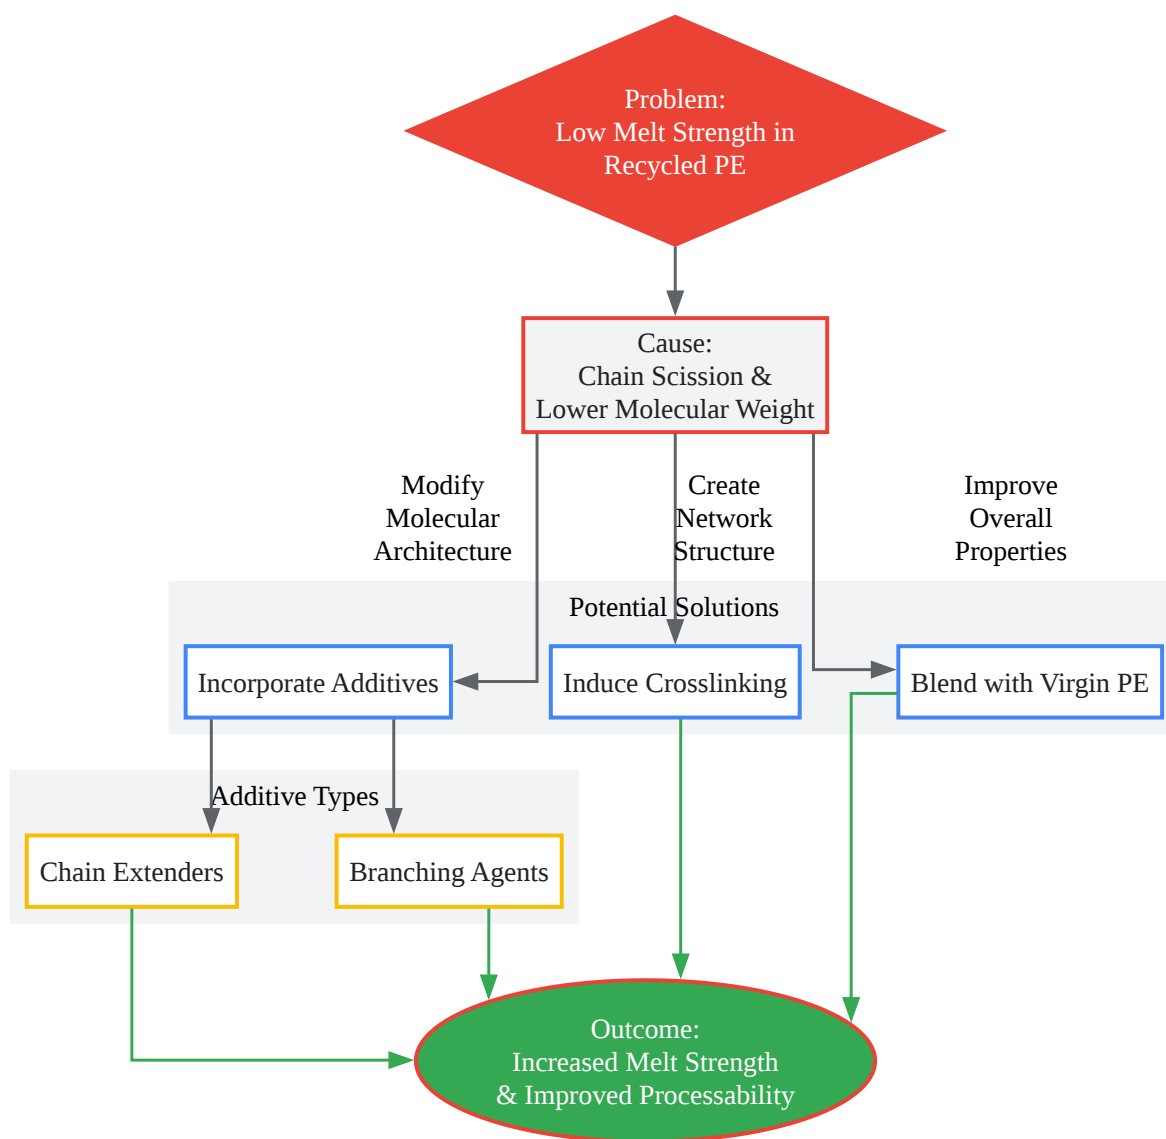 Problem:
Low Melt Strength in
Recycled PE
Cause:
Chain Scission &
Lower Molecular Weight
Modify
Molecular
Architecture
Create
Network
Structure
Improve
Overall
Properties
Potential Solutions
Incorporate Additives
Induce Crosslinking
Blend with Virgin PE
Additive Types
Chain Extenders
Branching Agents
Outcome:
Increased Melt Strength
& Improved Processability